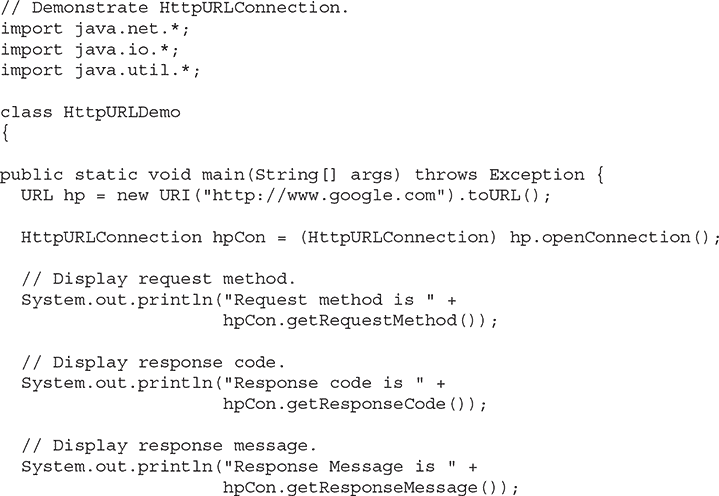 // Demonstrate HttpURLConnection.
import java.net.*;
import java.io.*;
import java.util.*;

class HttpURLDemo
{

public static void main(String[] args) throws Exception {
  URL hp = new URI("http://www.google.com").toURL();

  HttpURLConnection hpCon = (HttpURLConnection) hp.openConnection();

  // Display request method.
  System.out.println("Request method is " +
                     hpCon.getRequestMethod());

  // Display response code.
  System.out.println("Response code is " +
                     hpCon.getResponseCode());

  // Display response message.
  System.out.println("Response Message is " +
                     hpCon.getResponseMessage());